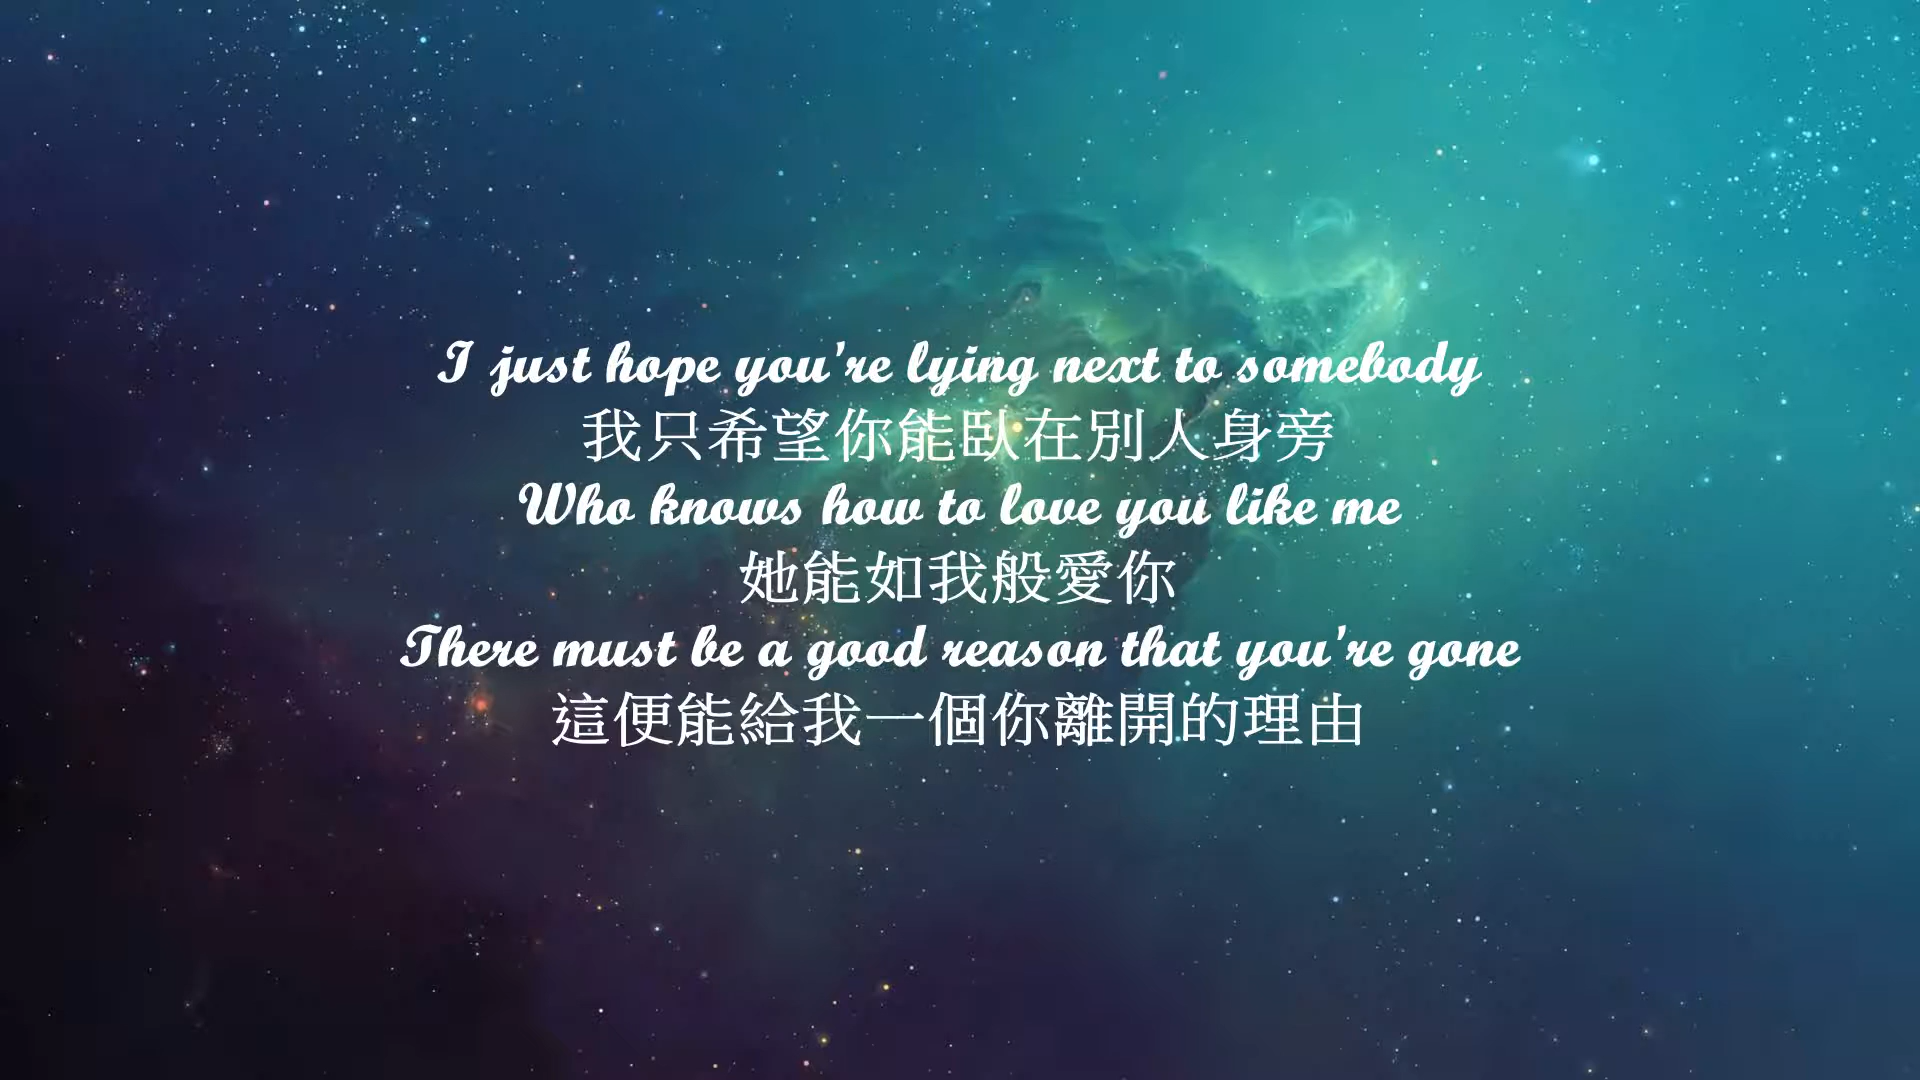 I just hope you're lying next to somebody
我只希望你能臥在別人身旁
Who knows how to love you like me
她能如我般愛你
There must be a good reason that you're gone
這便能給我一個你離開的理由